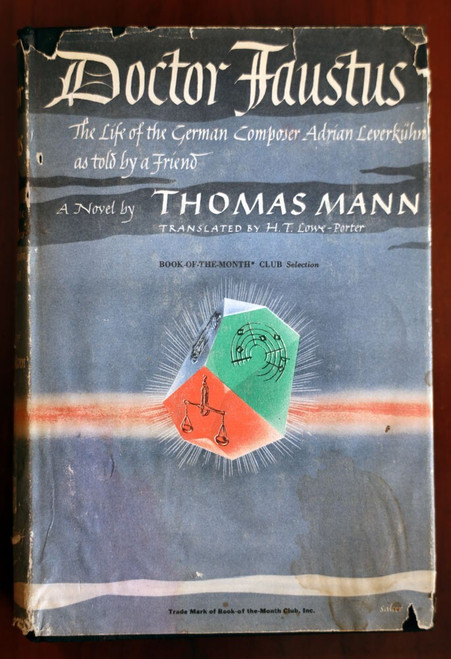 Doctor Faustus
The Life of the German Composer Adrian Leverkühn
as told by a Friend
A Novel by THOMAS MANN
TRANSLATED BY H. T. Lowe-Porter
BOOK-OF-THE-MONTH* CLUB Selection
Trade Mark of Book-of-the-Month Club, Inc.
salter